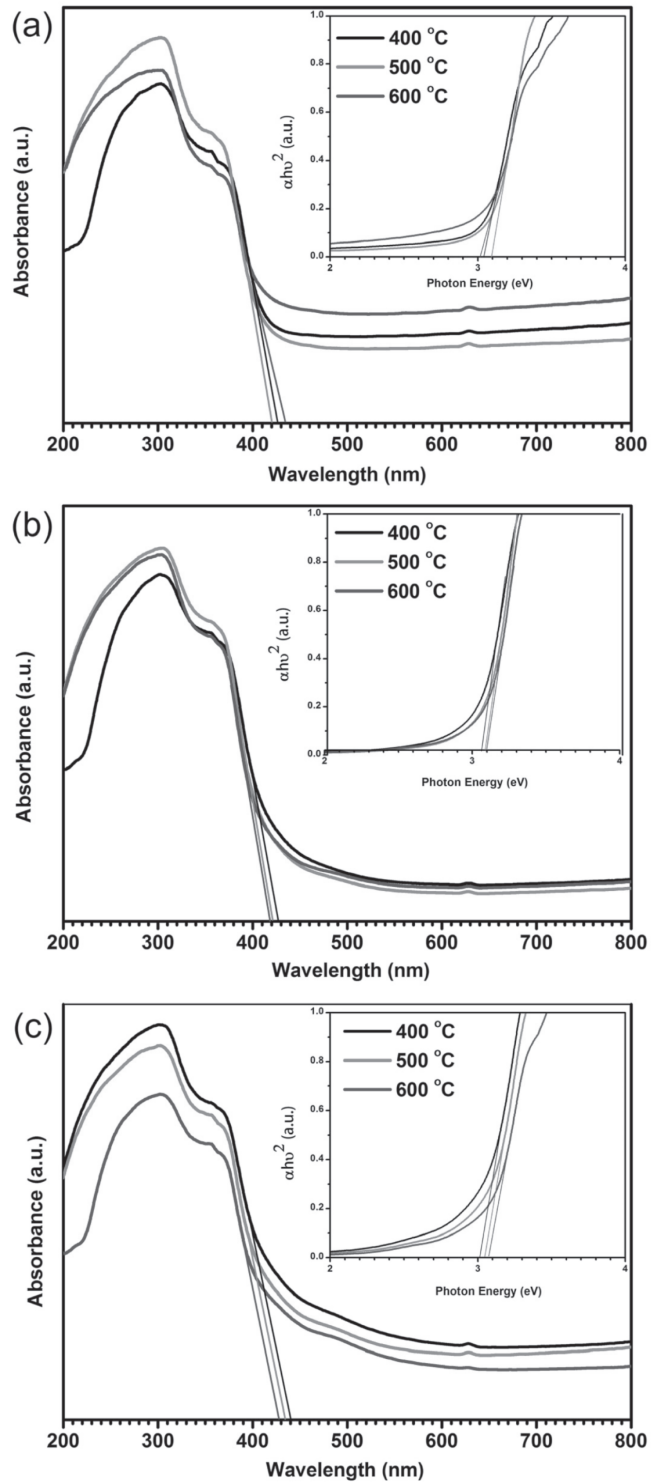 (a)
400 °C
500 °C
600 °C
αhυ² (a.u.)
1.0
0.8
0.6
0.4
0.2
0.0
2 3 4
Photon Energy (eV)
Absorbance (a.u.)
200 300 400 500 600 700 800
Wavelength (nm)
(b)
400 °C
500 °C
600 °C
αhυ² (a.u.)
1.0
0.8
0.6
0.4
0.2
0.0
2 3 4
Photon Energy (eV)
Absorbance (a.u.)
200 300 400 500 600 700 800
Wavelength (nm)
(c)
400 °C
500 °C
600 °C
αhυ² (a.u.)
1.0
0.8
0.6
0.4
0.2
0.0
2 3 4
Photon Energy (eV)
Absorbance (a.u.)
200 300 400 500 600 700 800
Wavelength (nm)